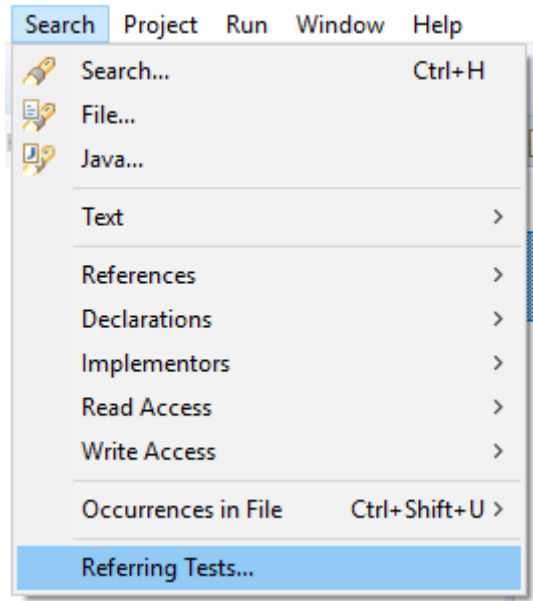 Search Project Run Window Help
Search... Ctrl+H
File...
Java...
Text
References
Declarations
Implementors
Read Access
Write Access
Occurrences in File Ctrl+Shift+U
Referring Tests...